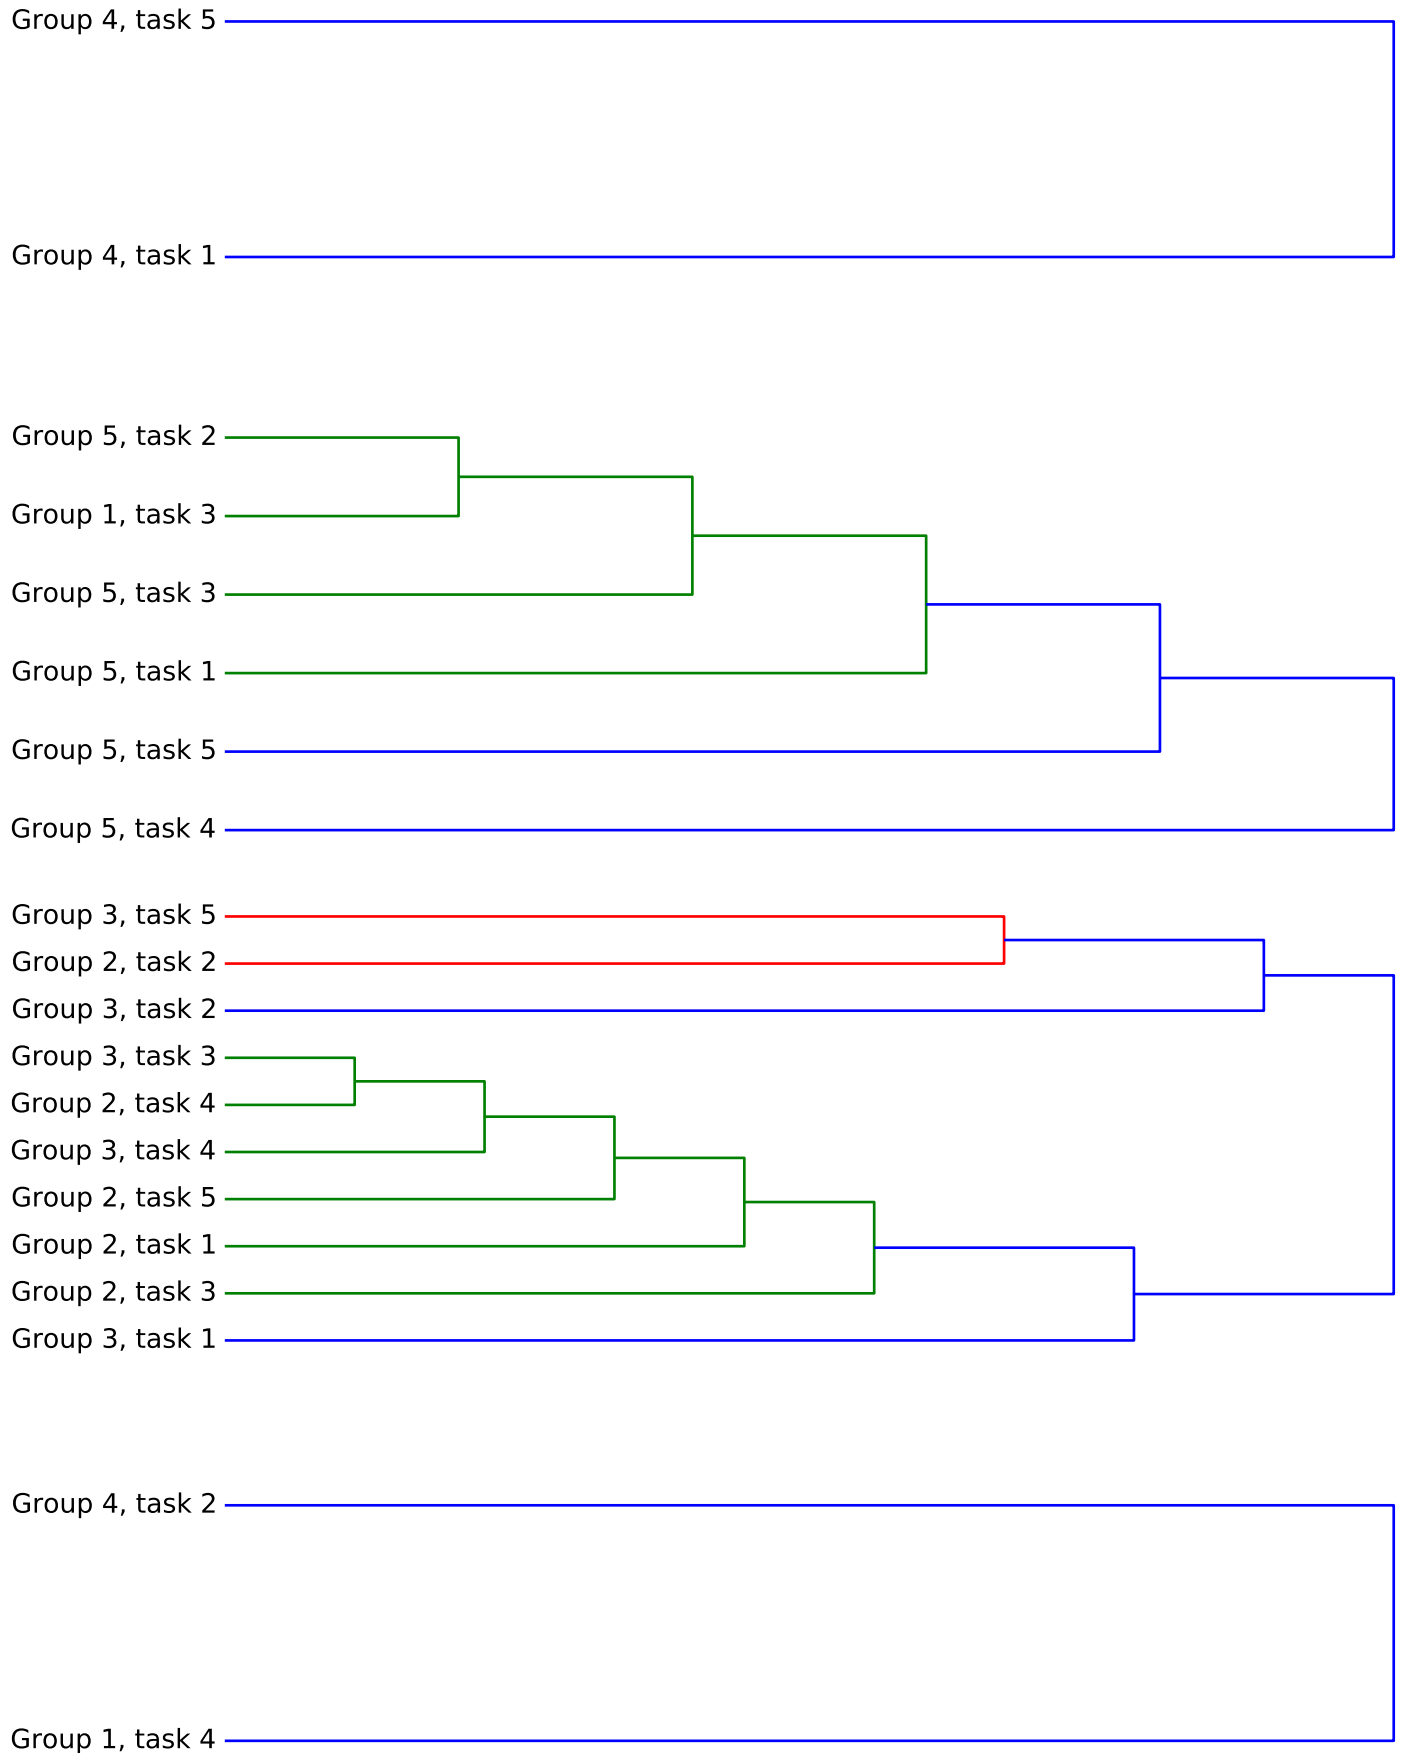 Group 4, task 5
Group 4, task 1
Group 5, task 2
Group 1, task 3
Group 5, task 3
Group 5, task 1
Group 5, task 5
Group 5, task 4
Group 3, task 5
Group 2, task 2
Group 3, task 2
Group 3, task 3
Group 2, task 4
Group 3, task 4
Group 2, task 5
Group 2, task 1
Group 2, task 3
Group 3, task 1
Group 4, task 2
Group 1, task 4